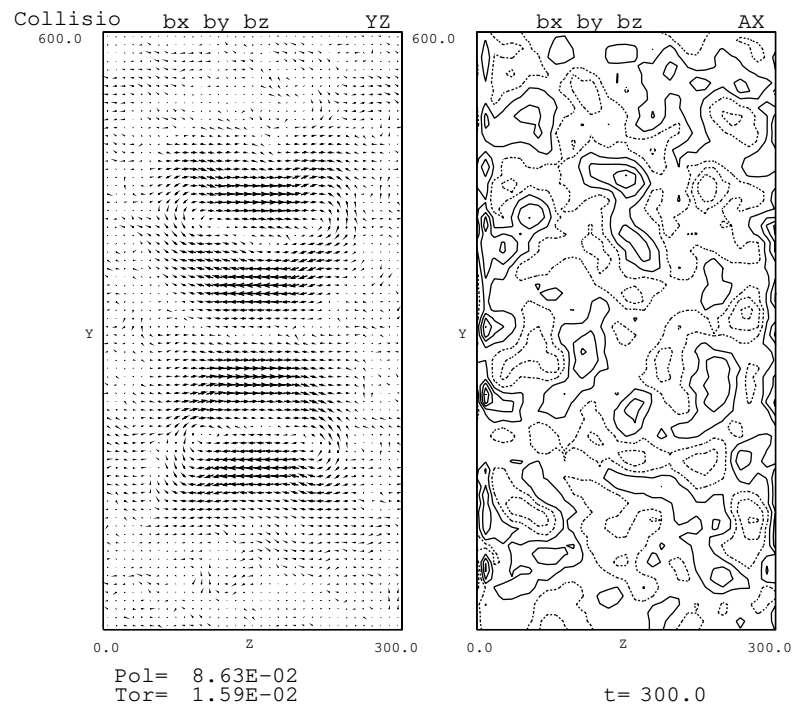 Collisio bx by bz YZ
bx by bz AX
600.0
600.0
Y
Y
0.0 Z 300.0
0.0 Z 300.0
Pol= 8.63E-02
Tor= 1.59E-02
t= 300.0